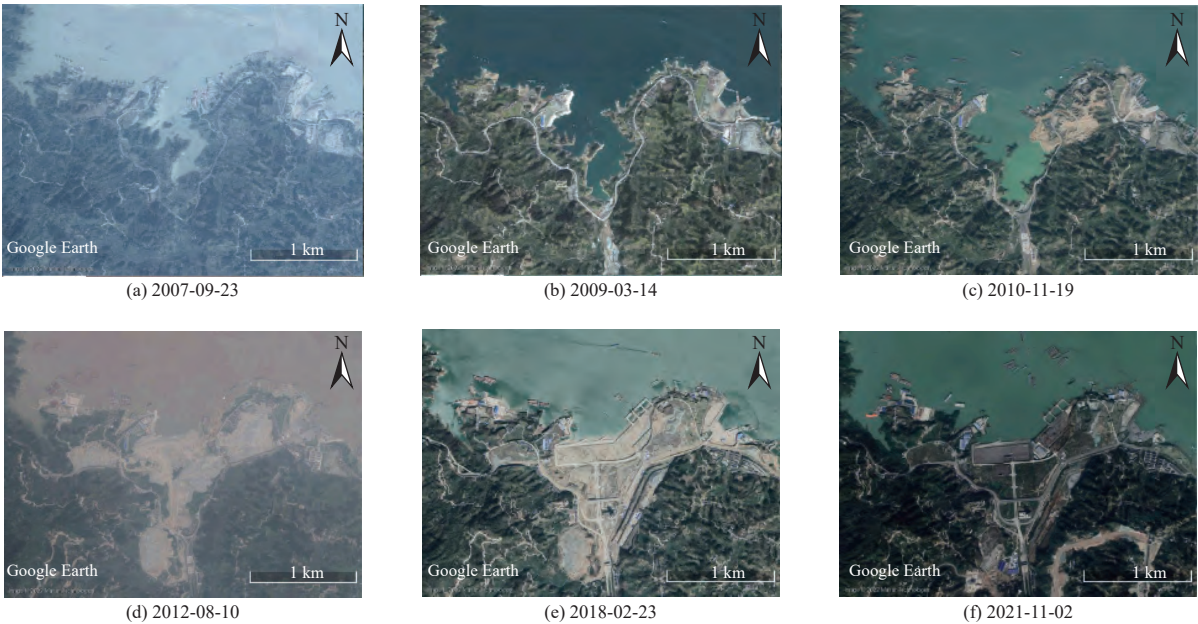 N
N
N
Google Earth
1 km
Google Earth
1 km
Google Earth
1 km
(a) 2007-09-23
(b) 2009-03-14
(c) 2010-11-19
N
N
N
Google Earth
1 km
Google Earth
1 km
Google Earth
1 km
(d) 2012-08-10
(e) 2018-02-23
(f) 2021-11-02